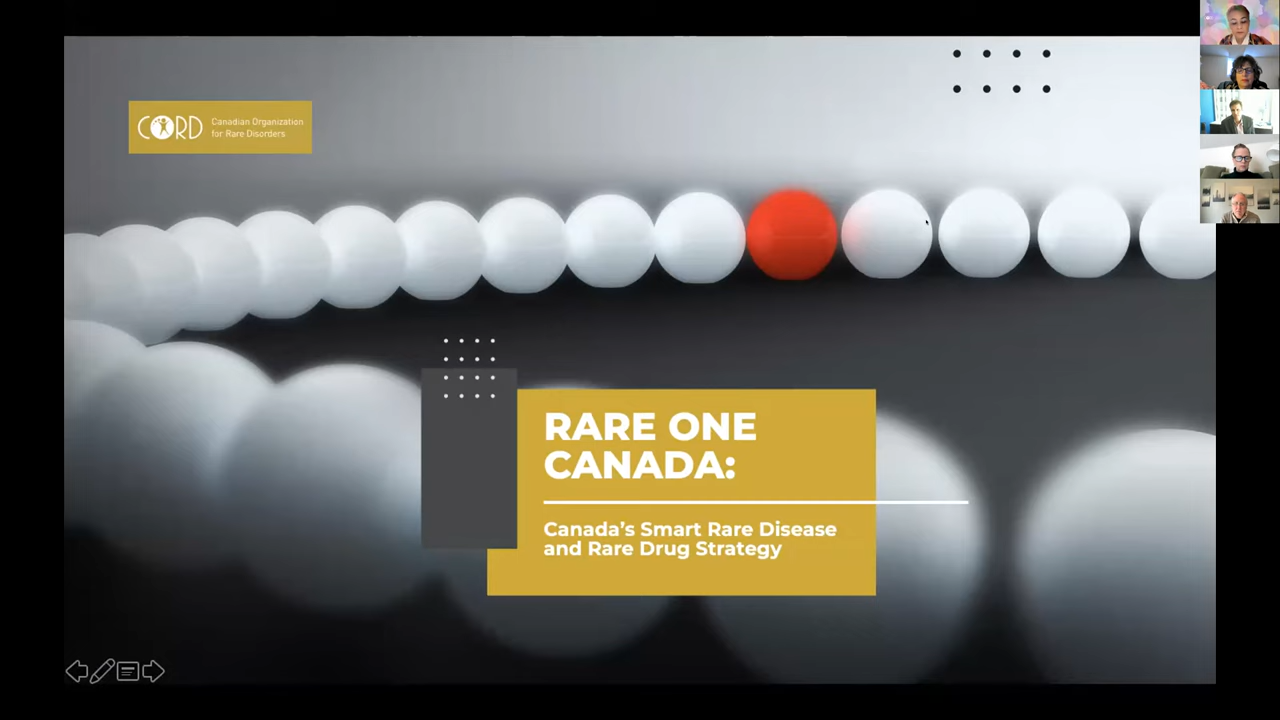 CORD
Canadian Organization
for Rare Disorders
RARE ONE
CANADA:
Canada's Smart Rare Disease
and Rare Drug Strategy